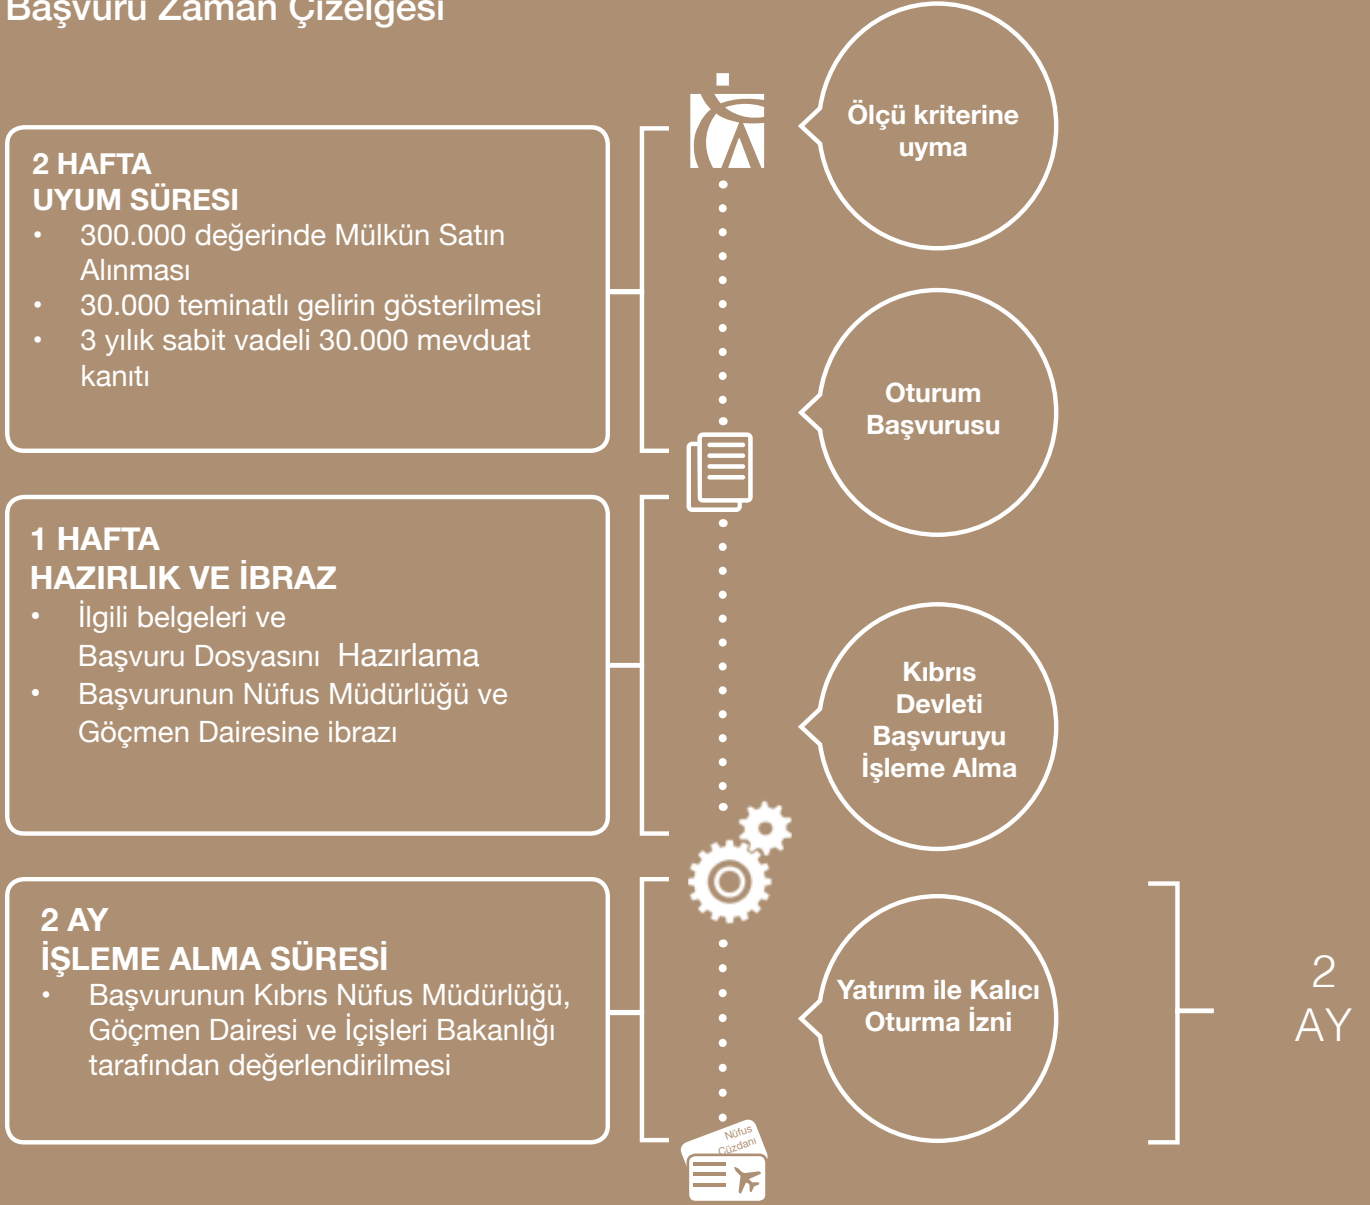 Başvuru Zaman Çizelgesi
Ölçü kriterine
uyma
2 HAFTA
UYUM SÜRESI
• 300.000 değerinde Mülkün Satın
Alınması
• 30.000 teminatlı gelirin gösterilmesi
• 3 yılık sabit vadeli 30.000 mevduat
kanıtı
Oturum
Başvurusu
1 HAFTA
HAZIRLIK VE İBRAZ
• İlgili belgeleri ve
Başvuru Dosyasını Hazırlama
• Başvurunun Nüfus Müdürlüğü ve
Göçmen Dairesine ibrazı
Kıbrıs
Devleti
Başvuruyu
İşleme Alma
2 AY
İŞLEME ALMA SÜRESİ
• Başvurunun Kıbrıs Nüfus Müdürlüğü,
Göçmen Dairesi ve İçişleri Bakanlığı
tarafından değerlendirilmesi
Yatırım ile Kalıcı
Oturma İzni
2
AY
Nüfus
Cüzdanı